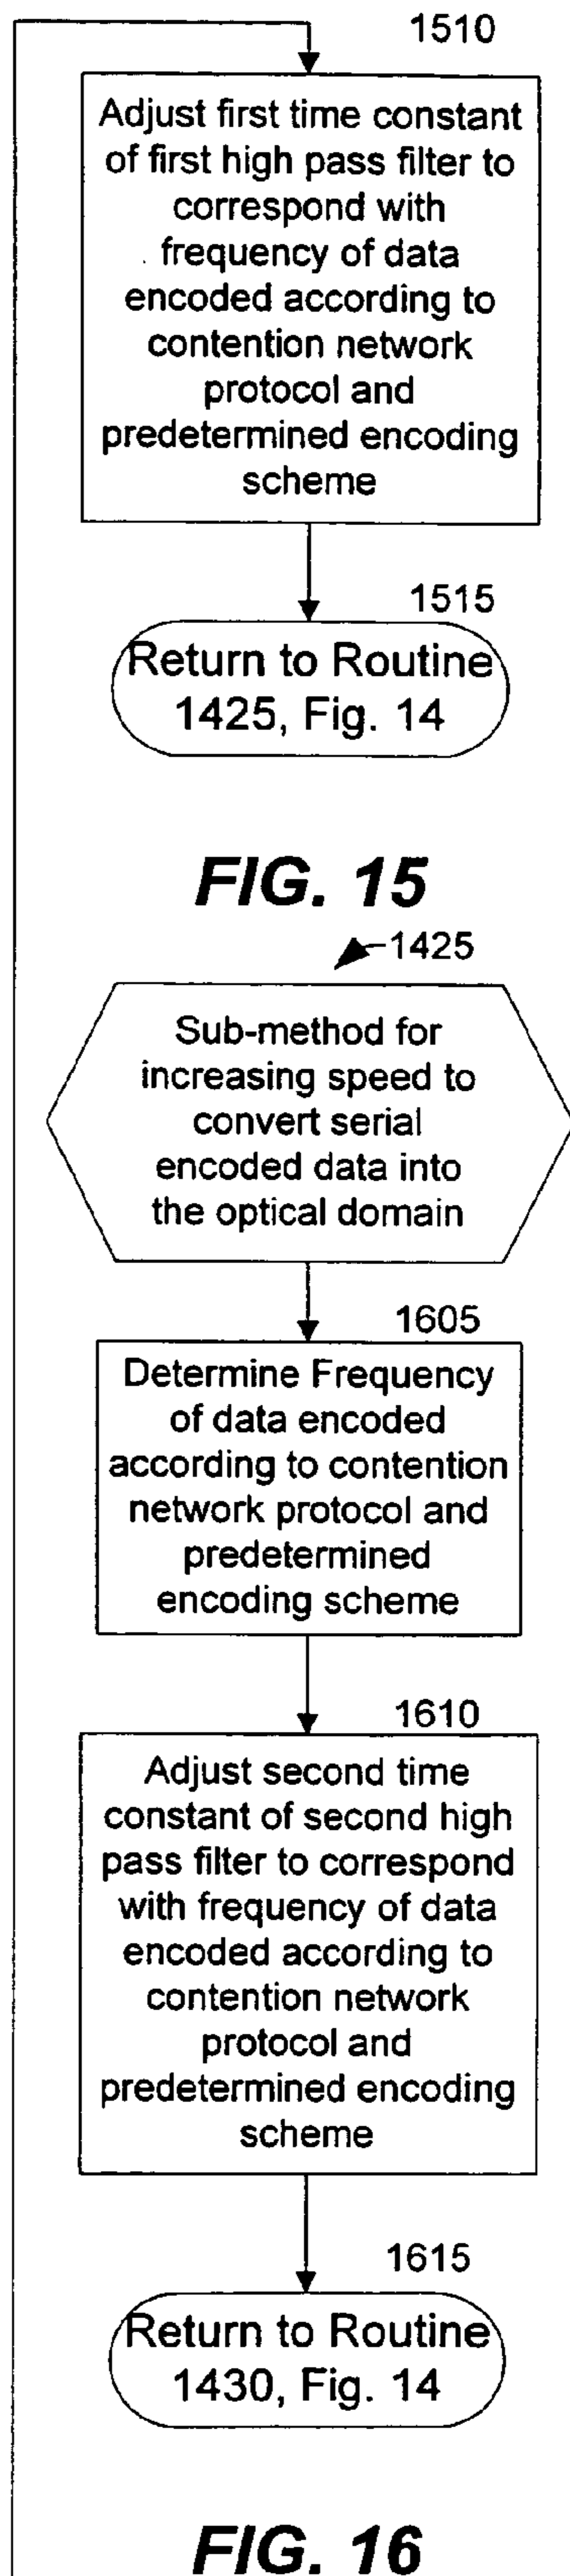 1510
Adjust first time constant
of first high pass filter to
correspond with
frequency of data
encoded according to
contention network
protocol and
predetermined encoding
scheme
1515
Return to Routine
1425, Fig. 14
FIG. 15
1425
Sub-method for
increasing speed to
convert serial
encoded data into
the optical domain
1605
Determine Frequency
of data encoded
according to contention
network protocol and
predetermined
encoding scheme
1610
Adjust second time
constant of second high
pass filter to correspond
with frequency of data
encoded according to
contention network
protocol and
predetermined encoding
scheme
1615
Return to Routine
1430, Fig. 14
FIG. 16